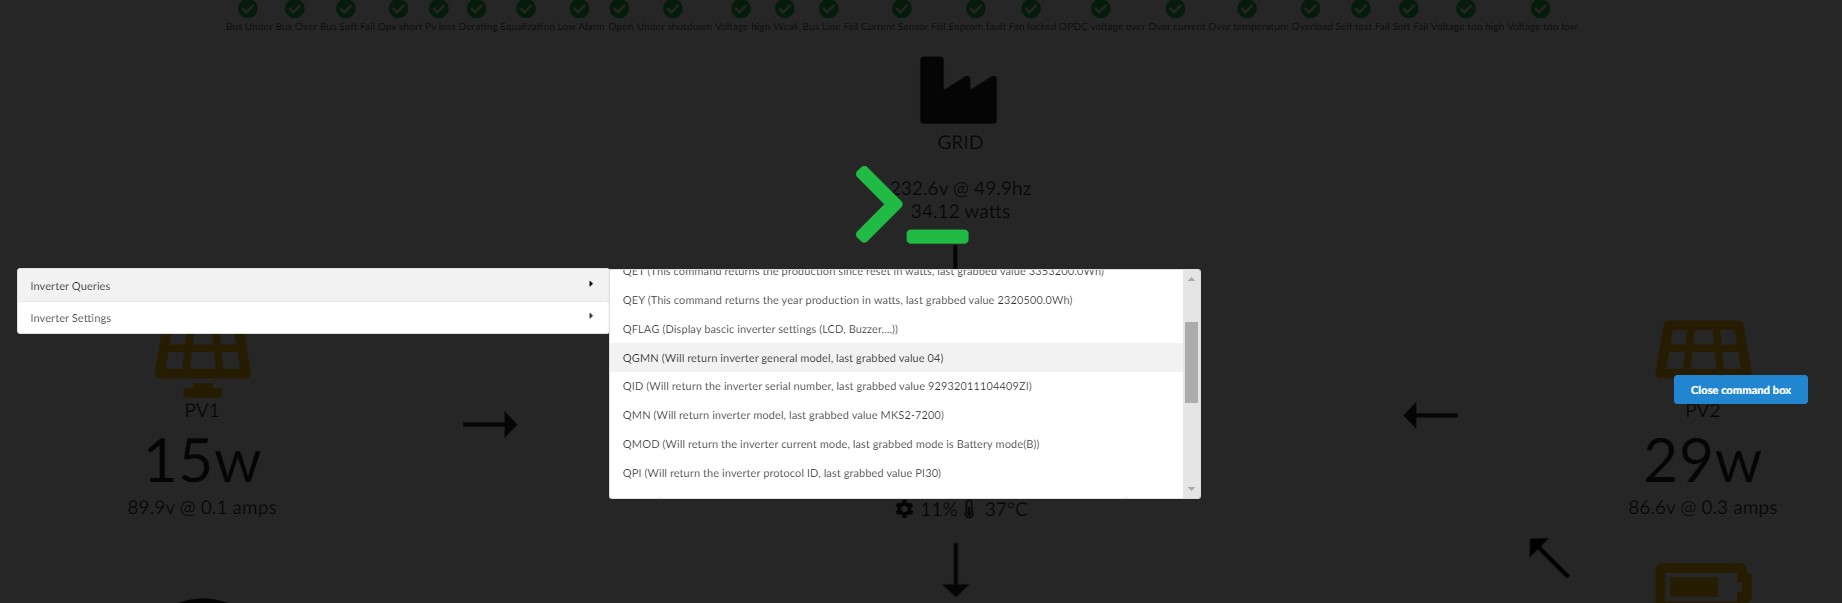 Bus Under Bus Over Bus Soft Fail Opv short Pv loss Derating Equalization Low Alarm Open Under shutdown Voltage high Weak Bus Line Fail Current Sensor Fail Eeprom fault Fan locked OPDC voltage over Over current Over temperature Overload Self test Fail Soft Fail Voltage too high Voltage too low
GRID
232.6v @ 49.9hz
34.12 watts
Inverter Queries
Inverter Settings
QET (This command returns the production since reset in watts, last grabbed value 3353200.0Wh)
QEY (This command returns the year production in watts, last grabbed value 2320500.0Wh)
QFLAG (Display bascic inverter settings (LCD, Buzzer,...))
QGMN (Will return inverter general model, last grabbed value 04)
QID (Will return the inverter serial number, last grabbed value 92932011104409ZI)
QMN (Will return inverter model, last grabbed value MKS2-7200)
QMOD (Will return the inverter current mode, last grabbed mode is Battery mode(B))
QPI (Will return the inverter protocol ID, last grabbed value PI30)
Close command box
PV1
15w
89.9v @ 0.1 amps
PV2
29w
86.6v @ 0.3 amps
11% 37°C